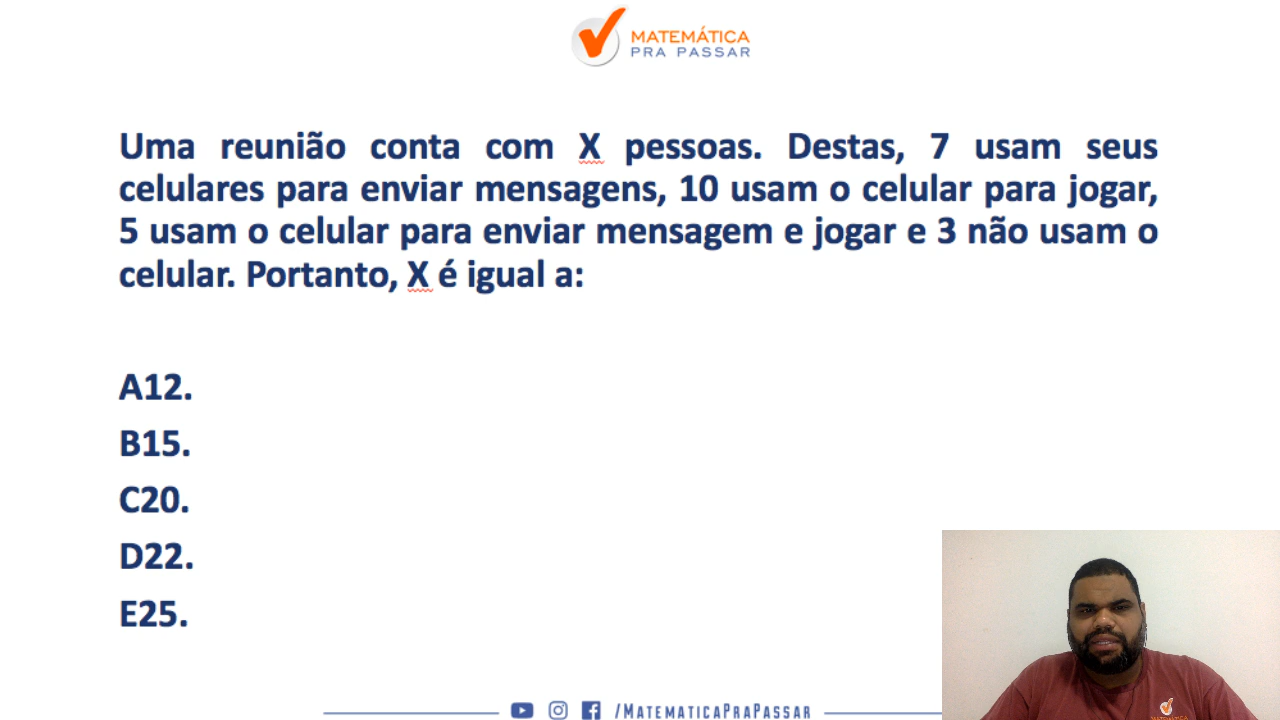 MATEMÁTICA
PRA PASSAR
Uma reunião conta com X pessoas. Destas, 7 usam seus
celulares para enviar mensagens, 10 usam o celular para jogar,
5 usam o celular para enviar mensagem e jogar e 3 não usam o
celular. Portanto, X é igual a:
A12.
B15.
C20.
D22.
E25.
/MATEMATICAPRAPASSAR